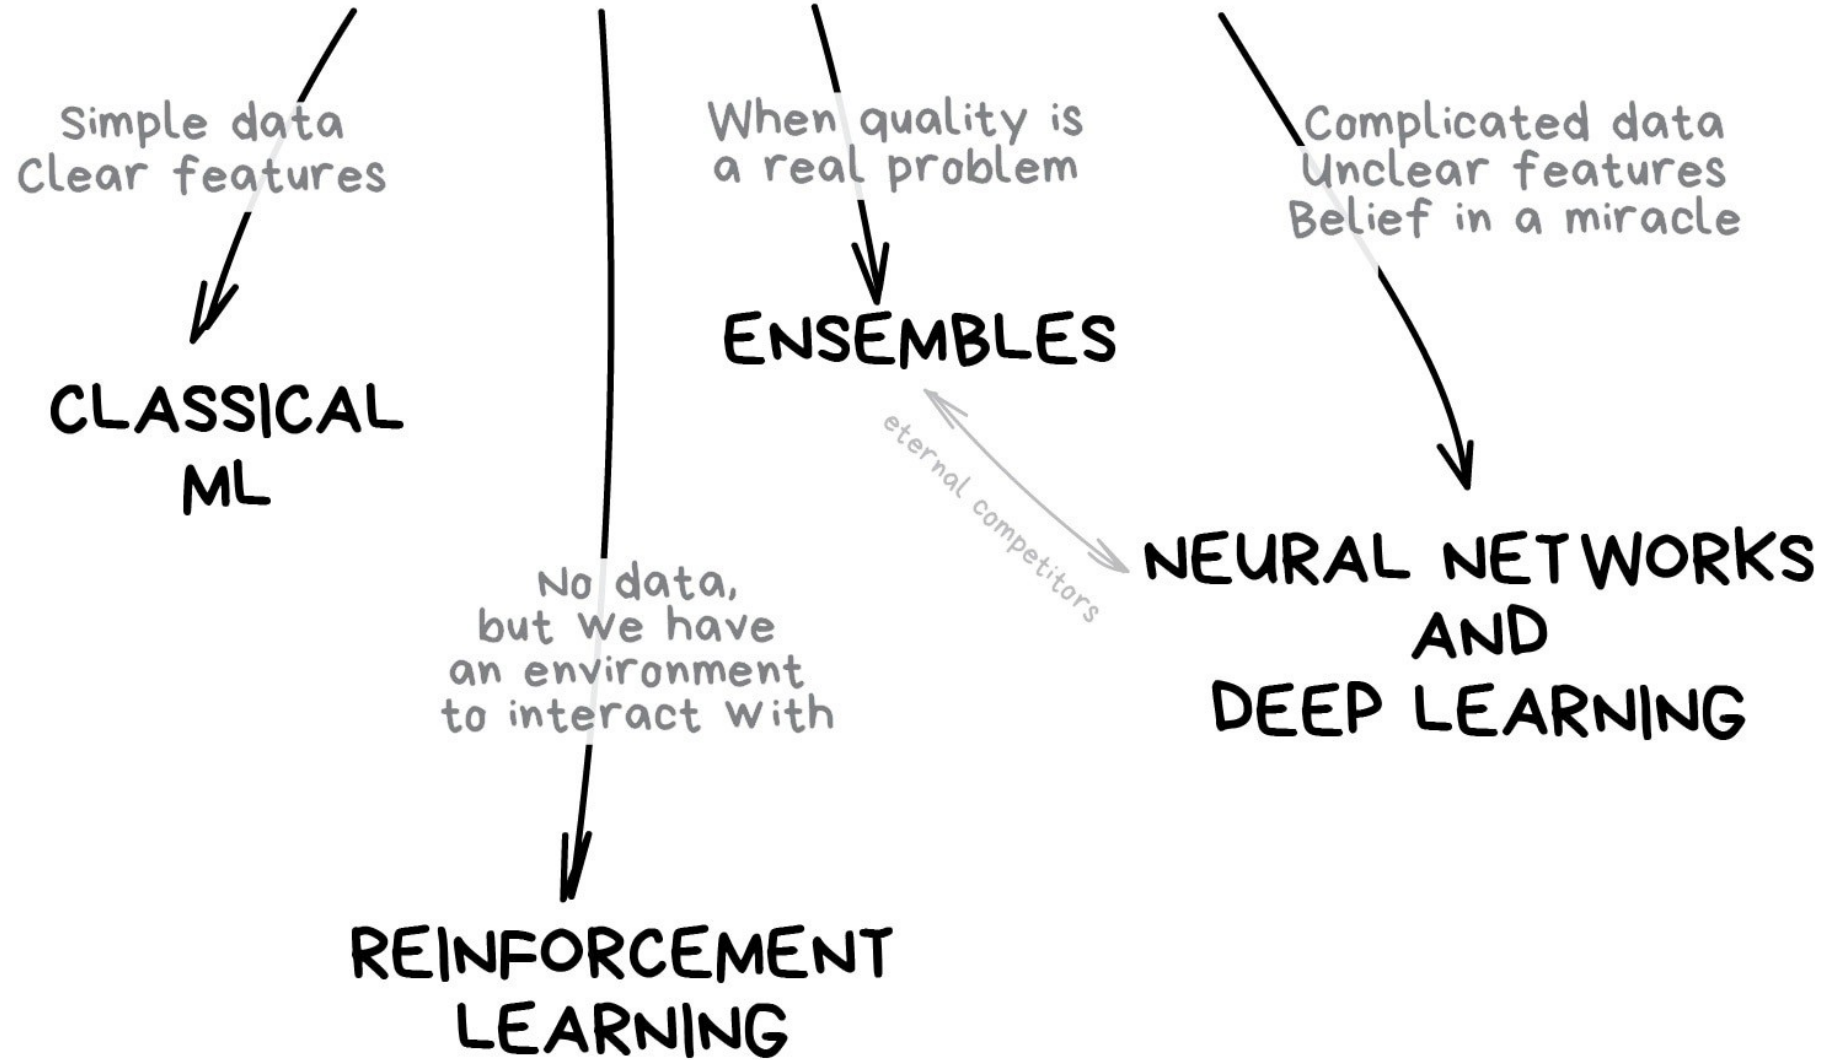 Simple data
Clear features
CLASSICAL
ML
When quality is
a real problem
ENSEMBLES
Complicated data
Unclear features
Belief in a miracle
eternal competitors
NEURAL NETWORKS
AND
DEEP LEARNING
No data,
but we have
an environment
to interact with
REINFORCEMENT
LEARNING